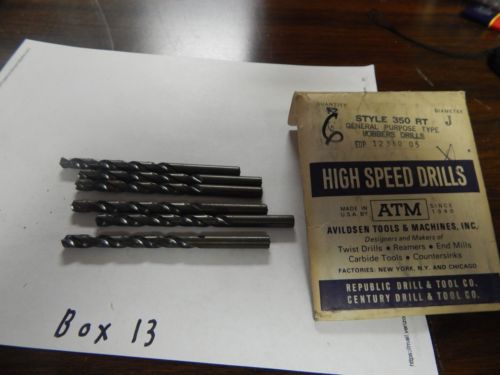 QUANTITY
6
DIAMETER
J
STYLE 350 RT
GENERAL PURPOSE TYPE
JOBBERS DRILLS
EDP 05
HIGH SPEED DRILLS
MADE IN
U.S.A. BY
ATM
SINCE
AVILDSEN TOOLS & MACHINES, INC.
Designers and Makers of
Twist Drills • Reamers • End Mills
Carbide Tools • Countersinks
FACTORIES: NEW YORK, N.Y. AND CHICAGO
REPUBLIC DRILL & TOOL CO.
CENTURY DRILL & TOOL CO.
Box 13